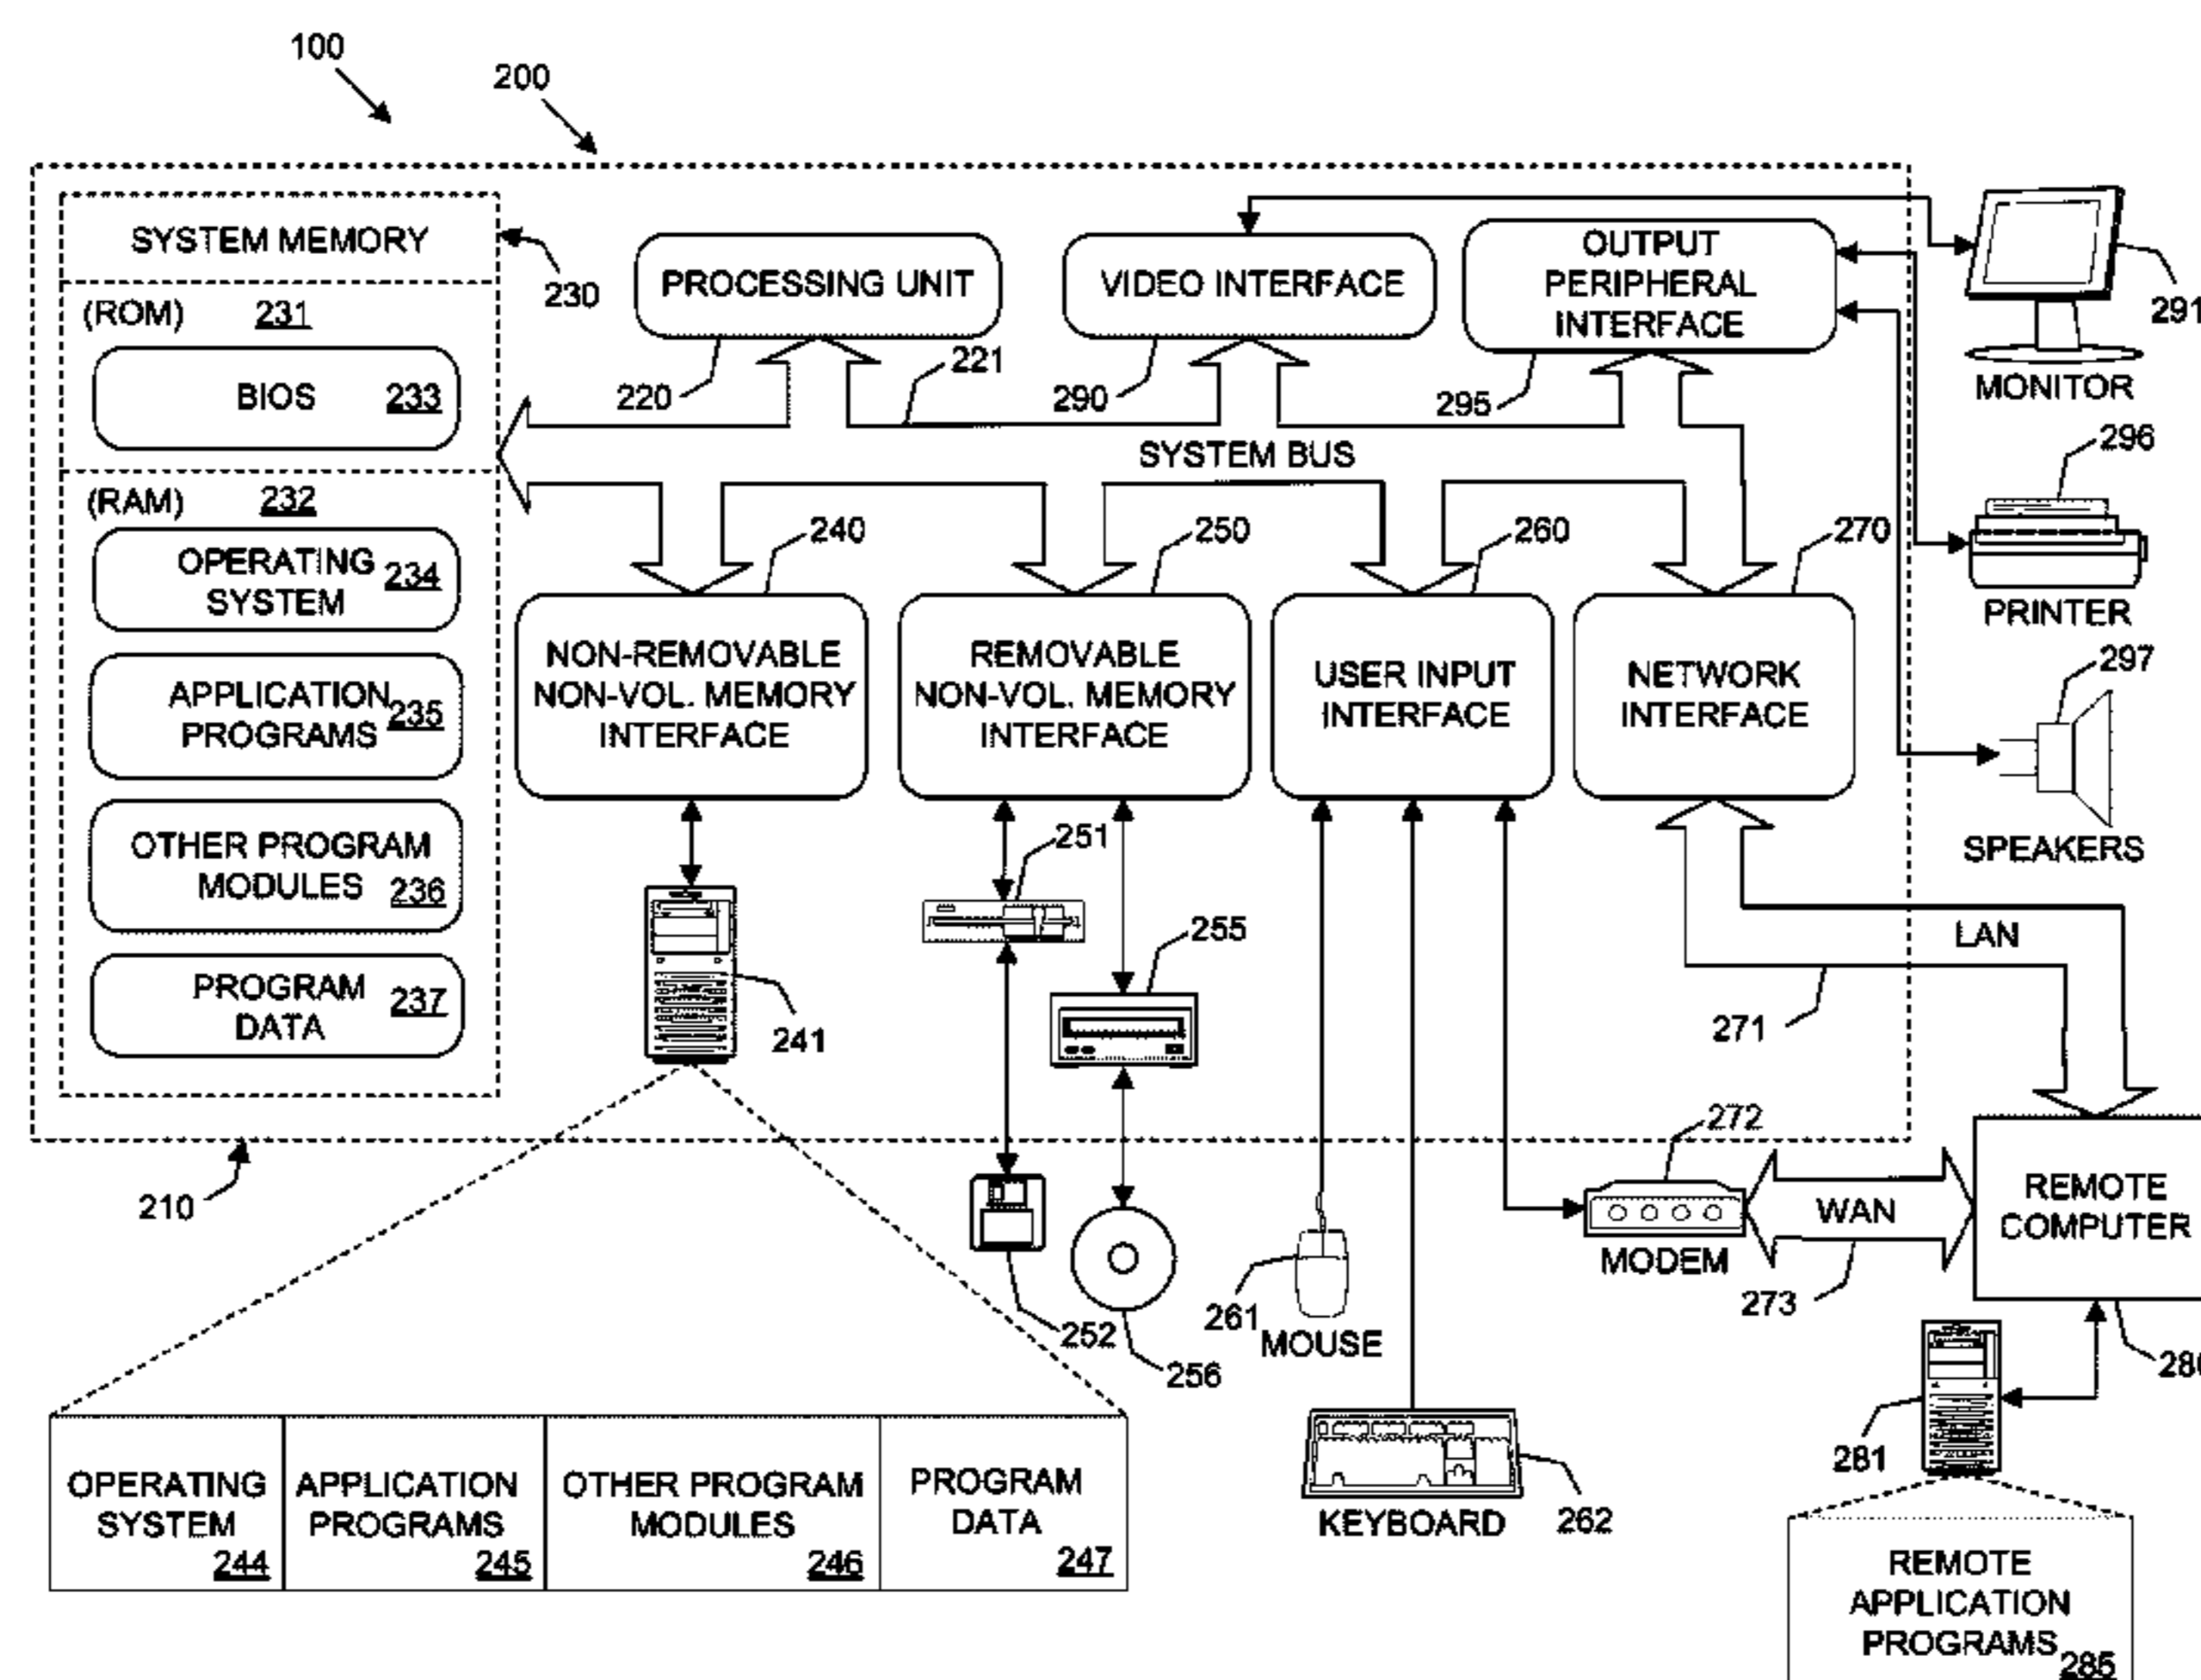 100
200
SYSTEM MEMORY
230
(ROM) 231
BIOS 233
(RAM) 232
OPERATING
SYSTEM 234
APPLICATION
PROGRAMS 235
OTHER PROGRAM
MODULES 236
PROGRAM
DATA 237
PROCESSING UNIT
220
221
VIDEO INTERFACE
290
OUTPUT
PERIPHERAL
INTERFACE
295
SYSTEM BUS
291
MONITOR
296
PRINTER
297
SPEAKERS
240
NON-REMOVABLE
NON-VOL. MEMORY
INTERFACE
250
REMOVABLE
NON-VOL. MEMORY
INTERFACE
260
USER INPUT
INTERFACE
270
NETWORK
INTERFACE
241
251
255
LAN
271
210
252
256
261
MOUSE
272
MODEM
WAN
273
REMOTE
COMPUTER
281
KEYBOARD
262
OPERATING
SYSTEM
244
APPLICATION
PROGRAMS
245
OTHER PROGRAM
MODULES
246
PROGRAM
DATA
247
REMOTE
APPLICATION
PROGRAMS 285